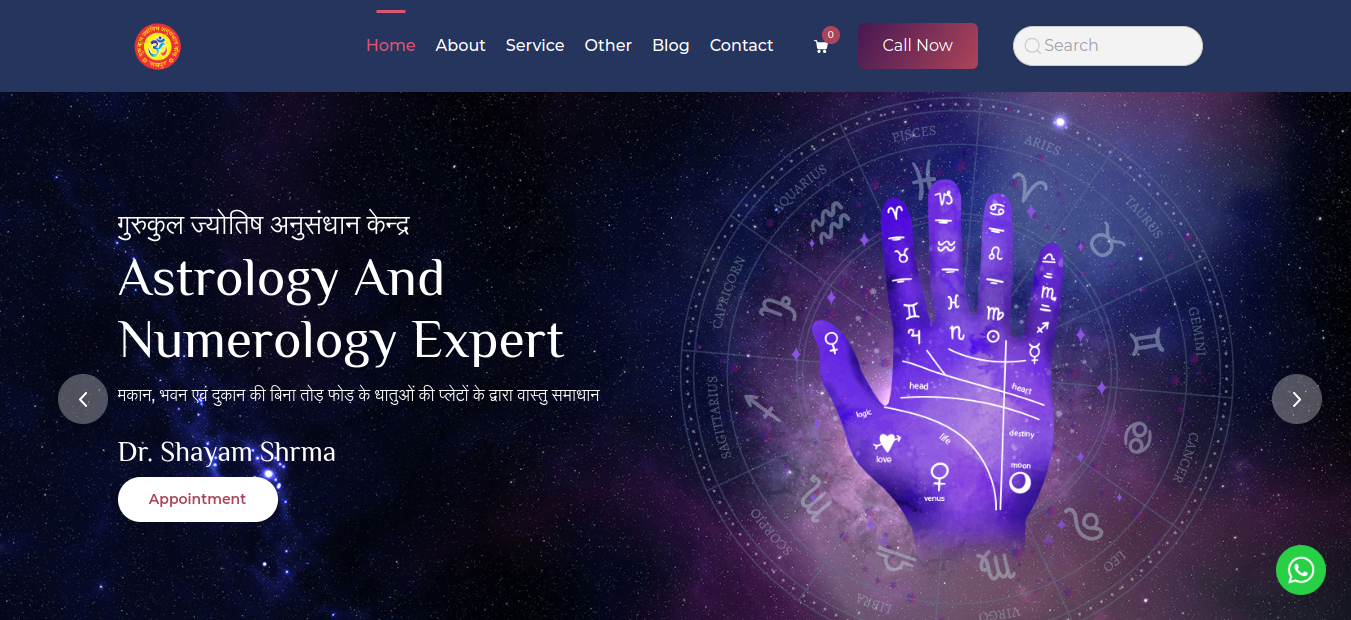 Home About Service Other Blog Contact 0 Call Now Search
गुरुकुल ज्योतिष अनुसंधान केन्द्र
Astrology And
Numerology Expert
मकान, भवन एवं दुकान की बिना तोड़ फोड़ के धातुओं की प्लेटों के द्वारा वास्तु समाधान
Dr. Shayam Shrma
Appointment
PISCES
ARIES
AQUARIUS
TAURUS
CAPRICORN
GEMINI
head
heart
logic
life
destiny
love
moon
venus
SAGITTARIUS
CANCER
SCORPIO
LEO
LIBRA
VIRGO